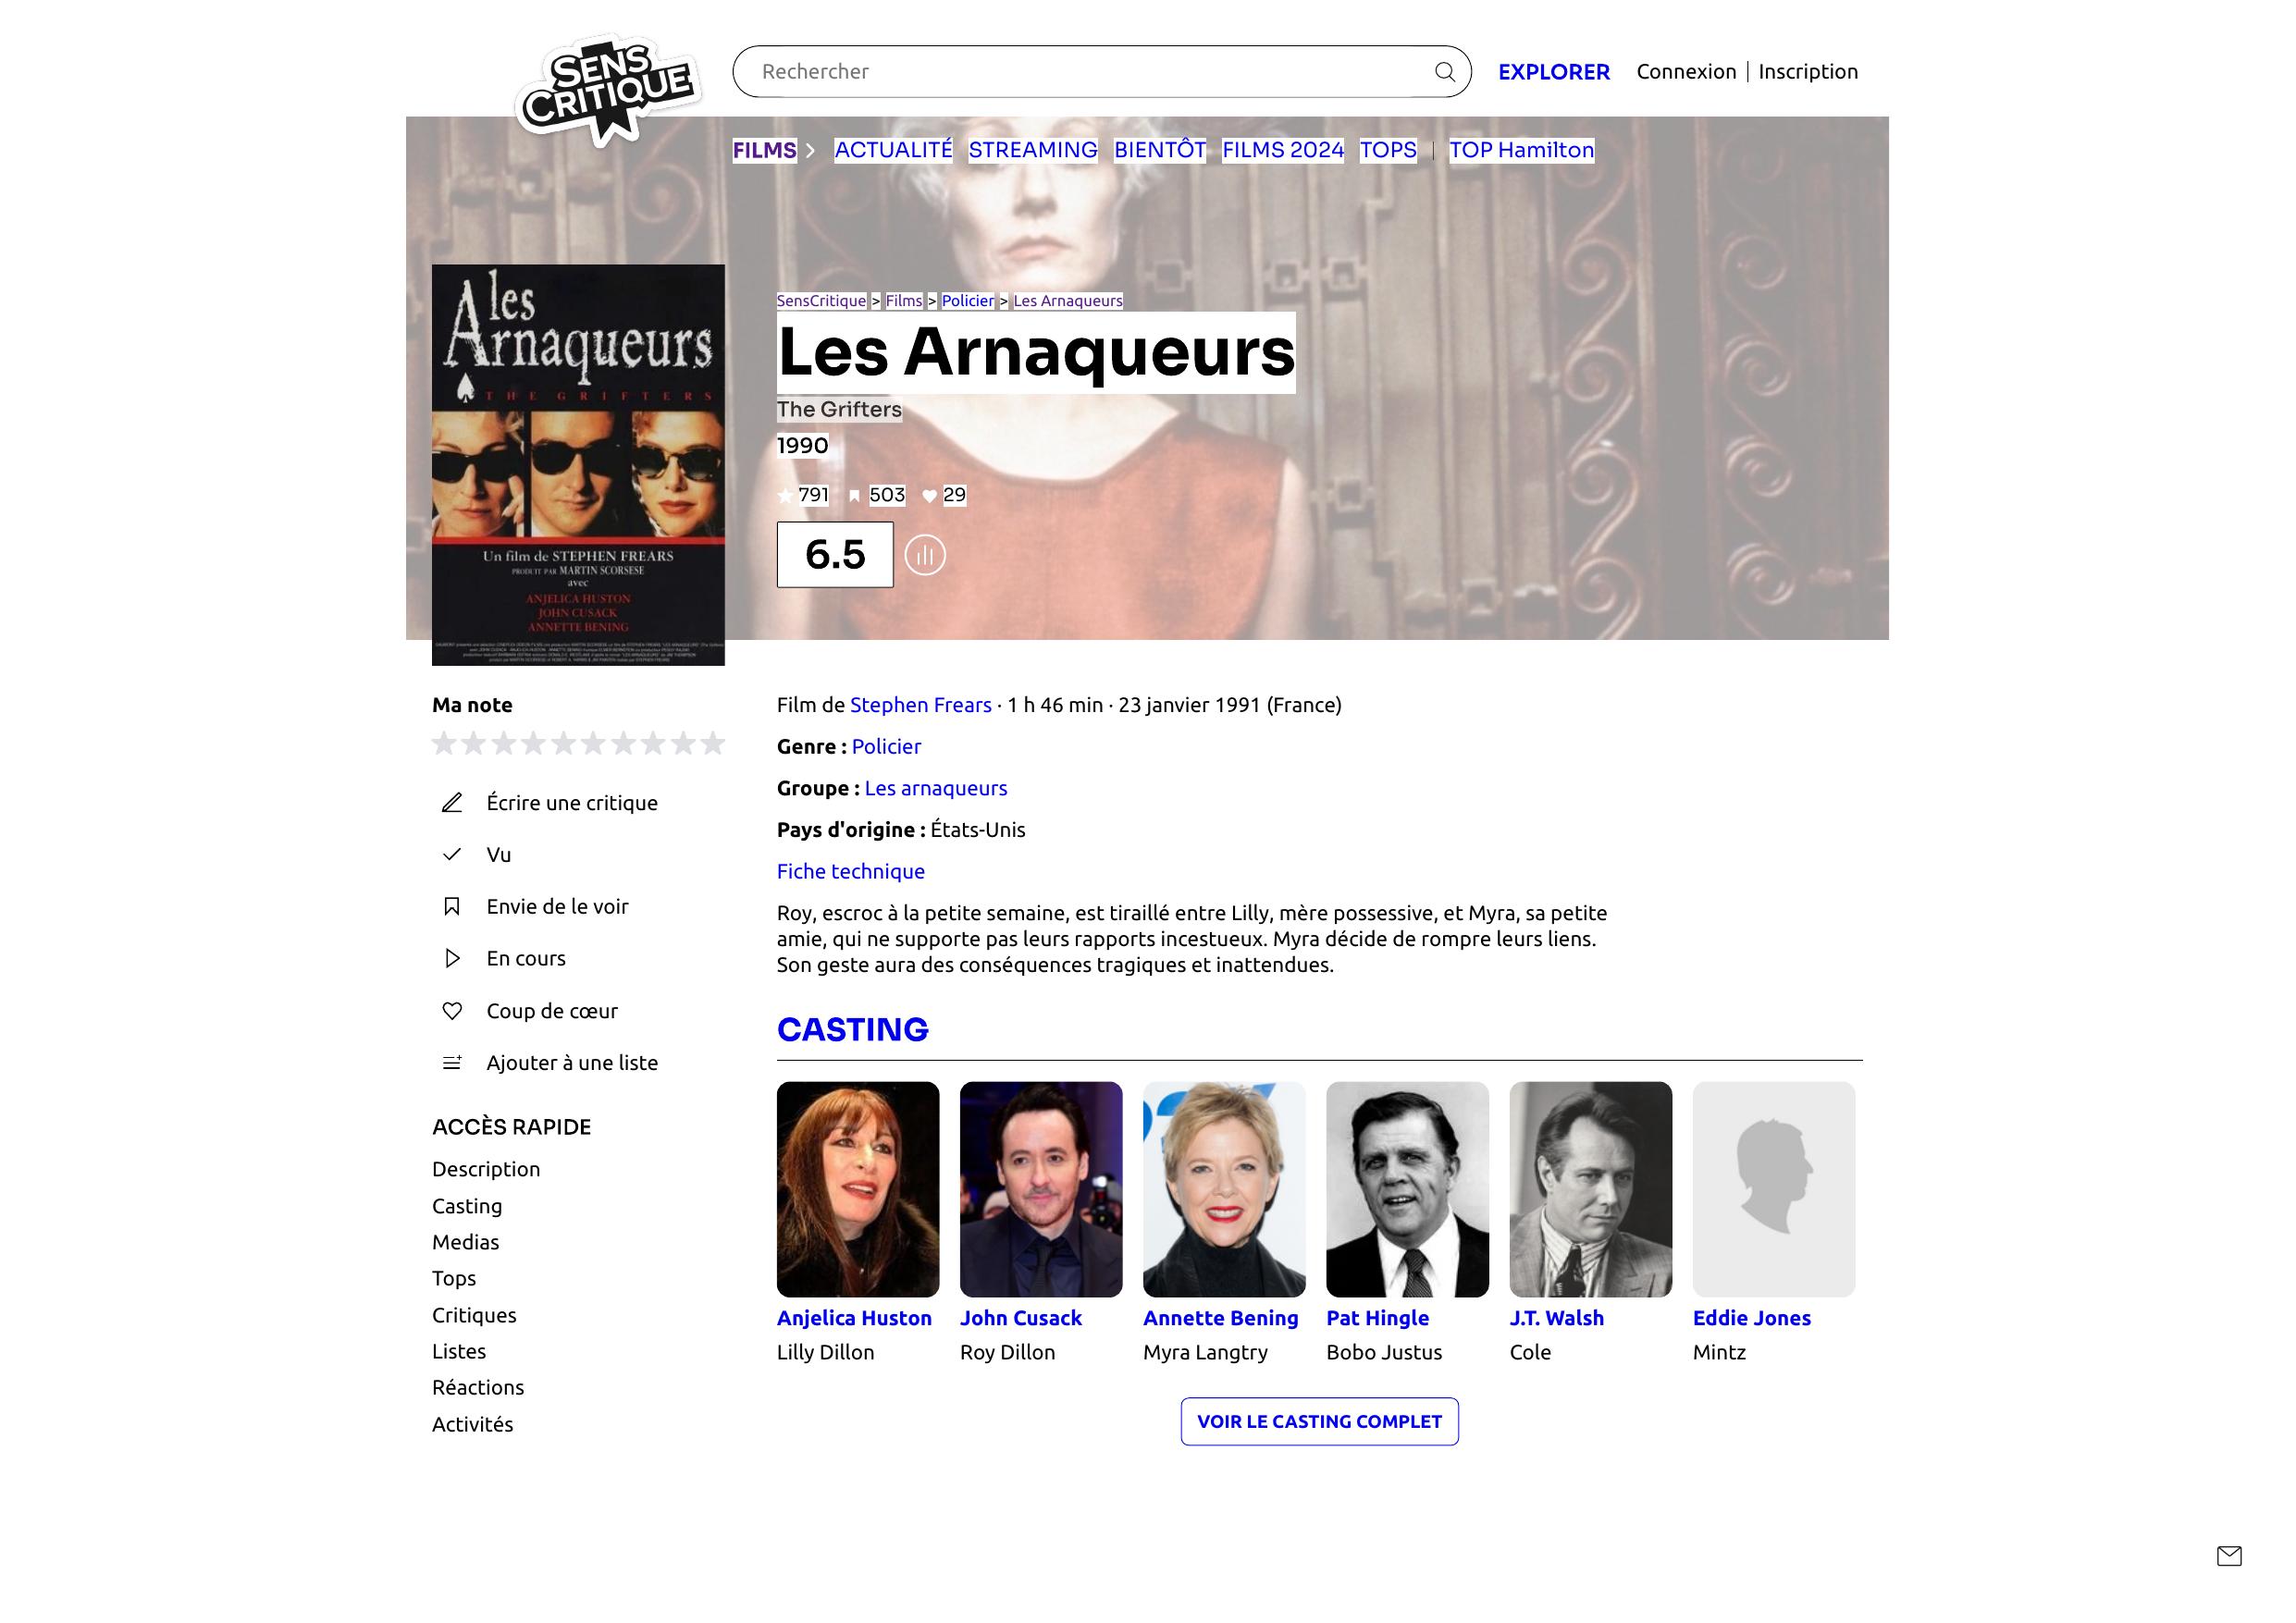 SENS
CRITIQUE
Rechercher
EXPLORER
Connexion | Inscription
FILMS
ACTUALITÉ STREAMING BIENTÔT FILMS 2024 TOPS | TOP Hamilton
SensCritique > Films > Policier > Les Arnaqueurs
Les Arnaqueurs
The Grifters
1990
791 503 29
6.5
les
Arnaqueurs
THE GRIFTERS
Un film de STEPHEN FREARS
PRODUIT PAR MARTIN SCORSESE
avec
ANJELICA HUSTON
JOHN CUSACK
ANNETTE BENING
Ma note
Écrire une critique
Vu
Envie de le voir
En cours
Coup de cœur
Ajouter à une liste
ACCÈS RAPIDE
Description
Casting
Medias
Tops
Critiques
Listes
Réactions
Activités
Film de Stephen Frears · 1 h 46 min · 23 janvier 1991 (France)
Genre : Policier
Groupe : Les arnaqueurs
Pays d'origine : États-Unis
Fiche technique
Roy, escroc à la petite semaine, est tiraillé entre Lilly, mère possessive, et Myra, sa petite
amie, qui ne supporte pas leurs rapports incestueux. Myra décide de rompre leurs liens.
Son geste aura des conséquences tragiques et inattendues.
CASTING
Anjelica Huston
Lilly Dillon
John Cusack
Roy Dillon
Annette Bening
Myra Langtry
Pat Hingle
Bobo Justus
J.T. Walsh
Cole
Eddie Jones
Mintz
VOIR LE CASTING COMPLET